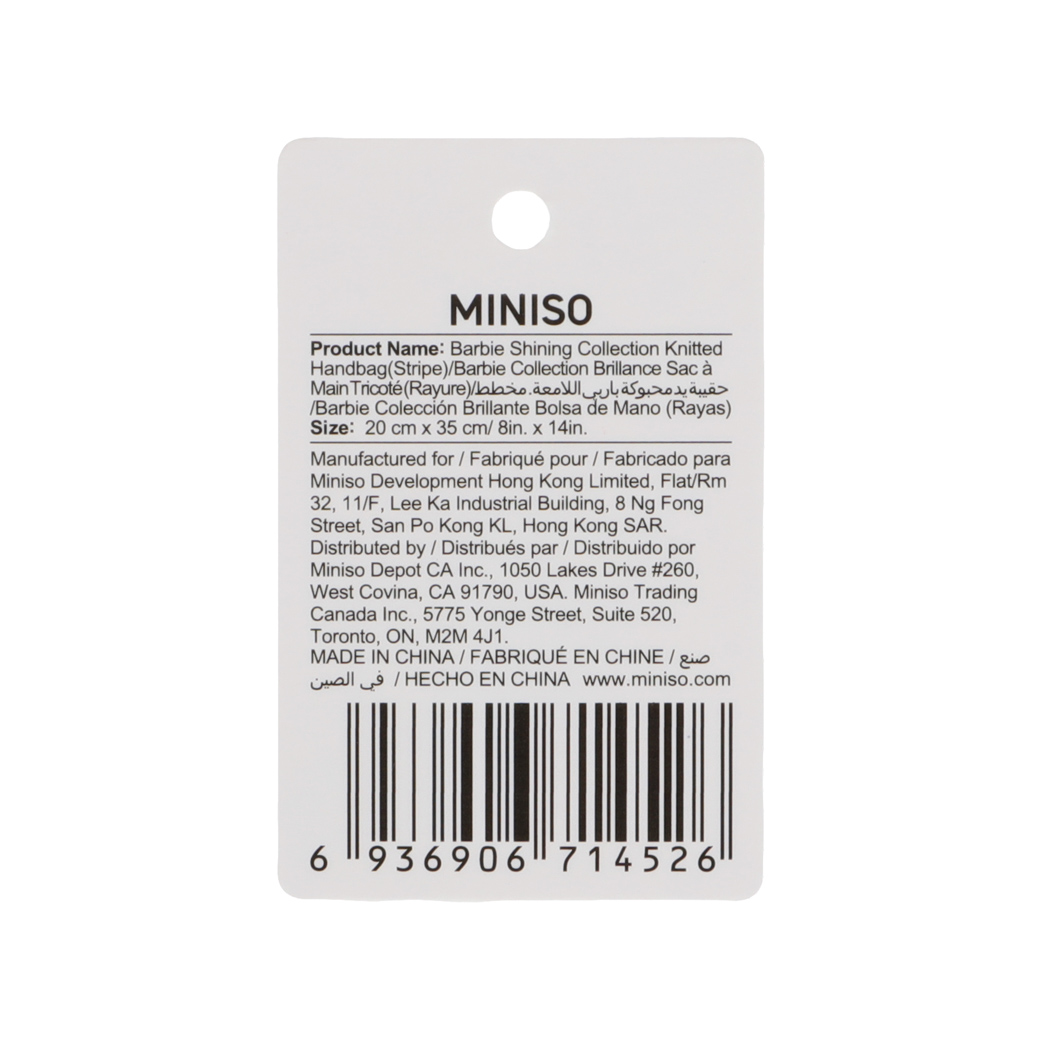 MINISO
Product Name: Barbie Shining Collection Knitted
Handbag(Stripe)/Barbie Collection Brillance Sac à
Main Tricoté(Rayure)/حقيبة يد محبوكة باربي اللامعة. مخطط
/Barbie Colección Brillante Bolsa de Mano (Rayas)
Size: 20 cm x 35 cm/ 8in. x 14in.
Manufactured for / Fabriqué pour / Fabricado para
Miniso Development Hong Kong Limited, Flat/Rm
32, 11/F, Lee Ka Industrial Building, 8 Ng Fong
Street, San Po Kong KL, Hong Kong SAR.
Distributed by / Distribués par / Distribuido por
Miniso Depot CA Inc., 1050 Lakes Drive #260,
West Covina, CA 91790, USA. Miniso Trading
Canada Inc., 5775 Yonge Street, Suite 520,
Toronto, ON, M2M 4J1.
MADE IN CHINA / FABRIQUÉ EN CHINE / صنع
في الصين / HECHO EN CHINA www.miniso.com
6 936906 714526